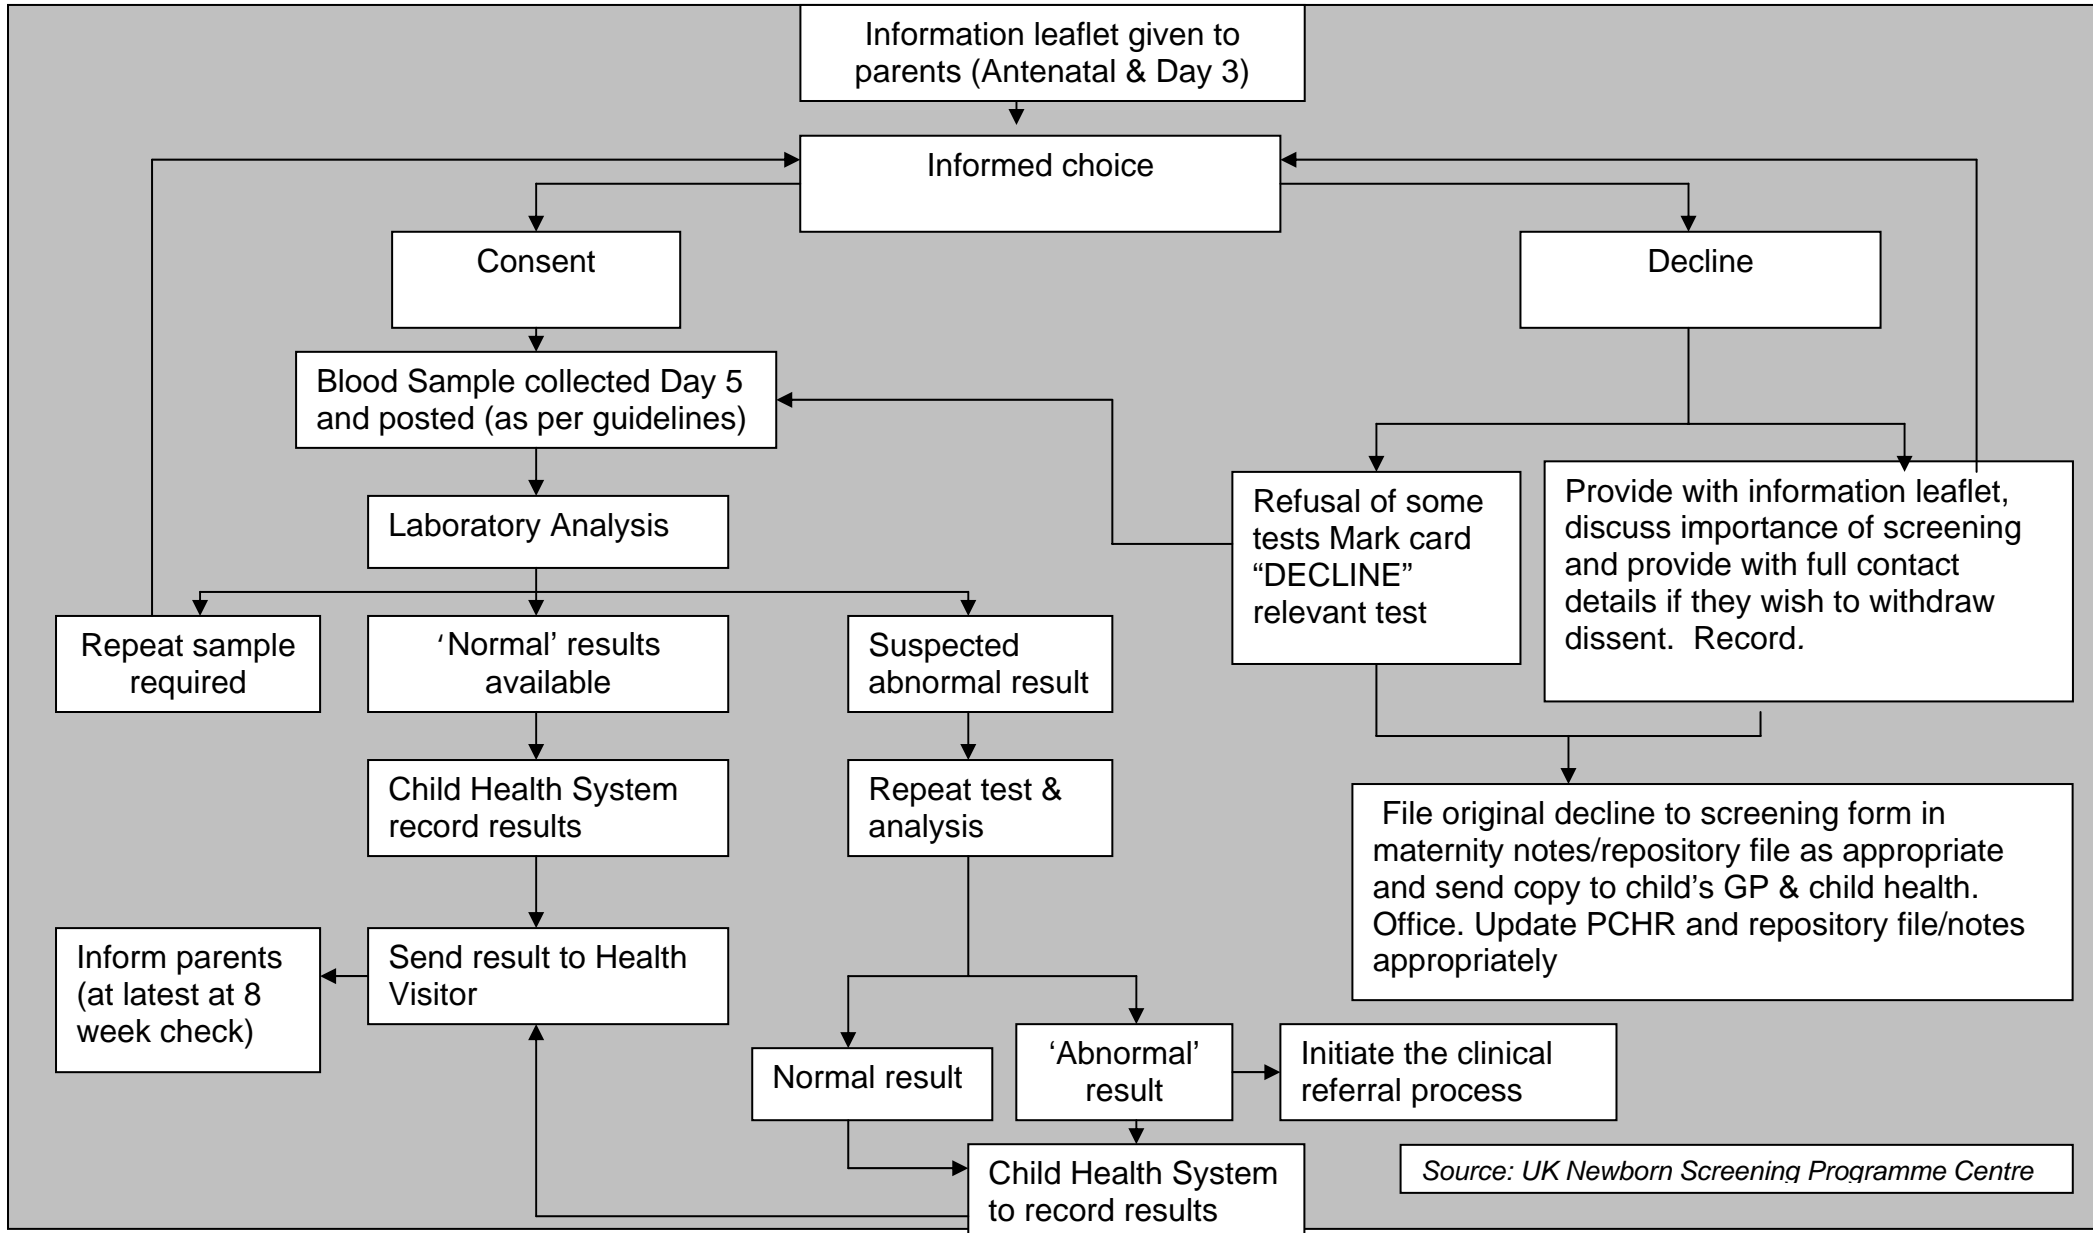 Information leaflet given to
parents (Antenatal & Day 3)
Informed choice
Consent
Decline
Blood Sample collected Day 5
and posted (as per guidelines)
Laboratory Analysis
Refusal of some
tests Mark card
“DECLINE”
relevant test
Provide with information leaflet,
discuss importance of screening
and provide with full contact
details if they wish to withdraw
dissent. Record.
Repeat sample
required
‘Normal’ results
available
Suspected
abnormal result
Child Health System
record results
Repeat test &
analysis
File original decline to screening form in
maternity notes/repository file as appropriate
and send copy to child’s GP & child health.
Office. Update PCHR and repository file/notes
appropriately
Inform parents
(at latest at 8
week check)
Send result to Health
Visitor
Normal result
‘Abnormal’
result
Initiate the clinical
referral process
Child Health System
to record results
Source: UK Newborn Screening Programme Centre